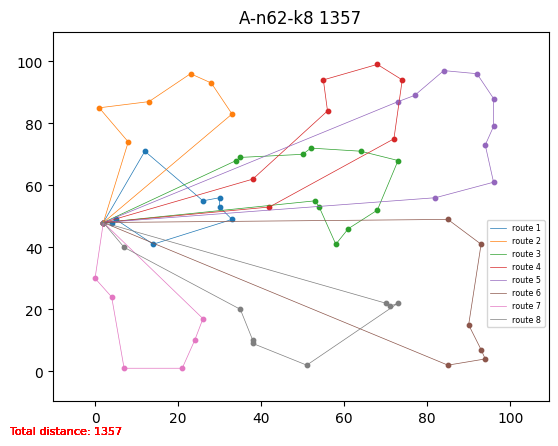 A-n62-k8 1357
100
80
60
40
20
0
0 20 40 60 80 100
route 1
route 2
route 3
route 4
route 5
route 6
route 7
route 8
Total distance: 1357